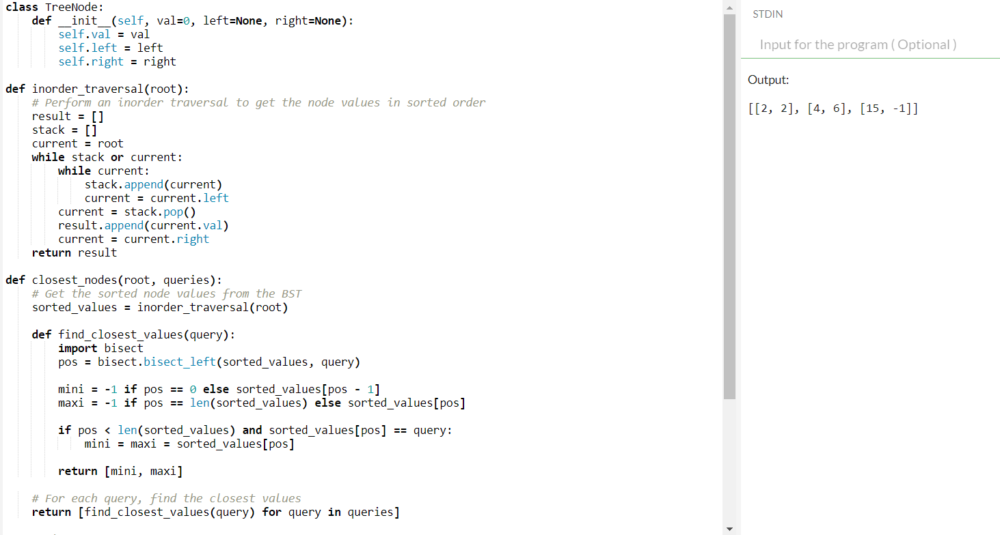 class TreeNode:
    def __init__(self, val=0, left=None, right=None):
        self.val = val
        self.left = left
        self.right = right

def inorder_traversal(root):
    # Perform an inorder traversal to get the node values in sorted order
    result = []
    stack = []
    current = root
    while stack or current:
        while current:
            stack.append(current)
            current = current.left
        current = stack.pop()
        result.append(current.val)
        current = current.right
    return result

def closest_nodes(root, queries):
    # Get the sorted node values from the BST
    sorted_values = inorder_traversal(root)

    def find_closest_values(query):
        import bisect
        pos = bisect.bisect_left(sorted_values, query)

        mini = -1 if pos == 0 else sorted_values[pos - 1]
        maxi = -1 if pos == len(sorted_values) else sorted_values[pos]

        if pos < len(sorted_values) and sorted_values[pos] == query:
            mini = maxi = sorted_values[pos]

        return [mini, maxi]

    # For each query, find the closest values
    return [find_closest_values(query) for query in queries]
STDIN
Input for the program ( Optional )
Output:
[[2, 2], [4, 6], [15, -1]]